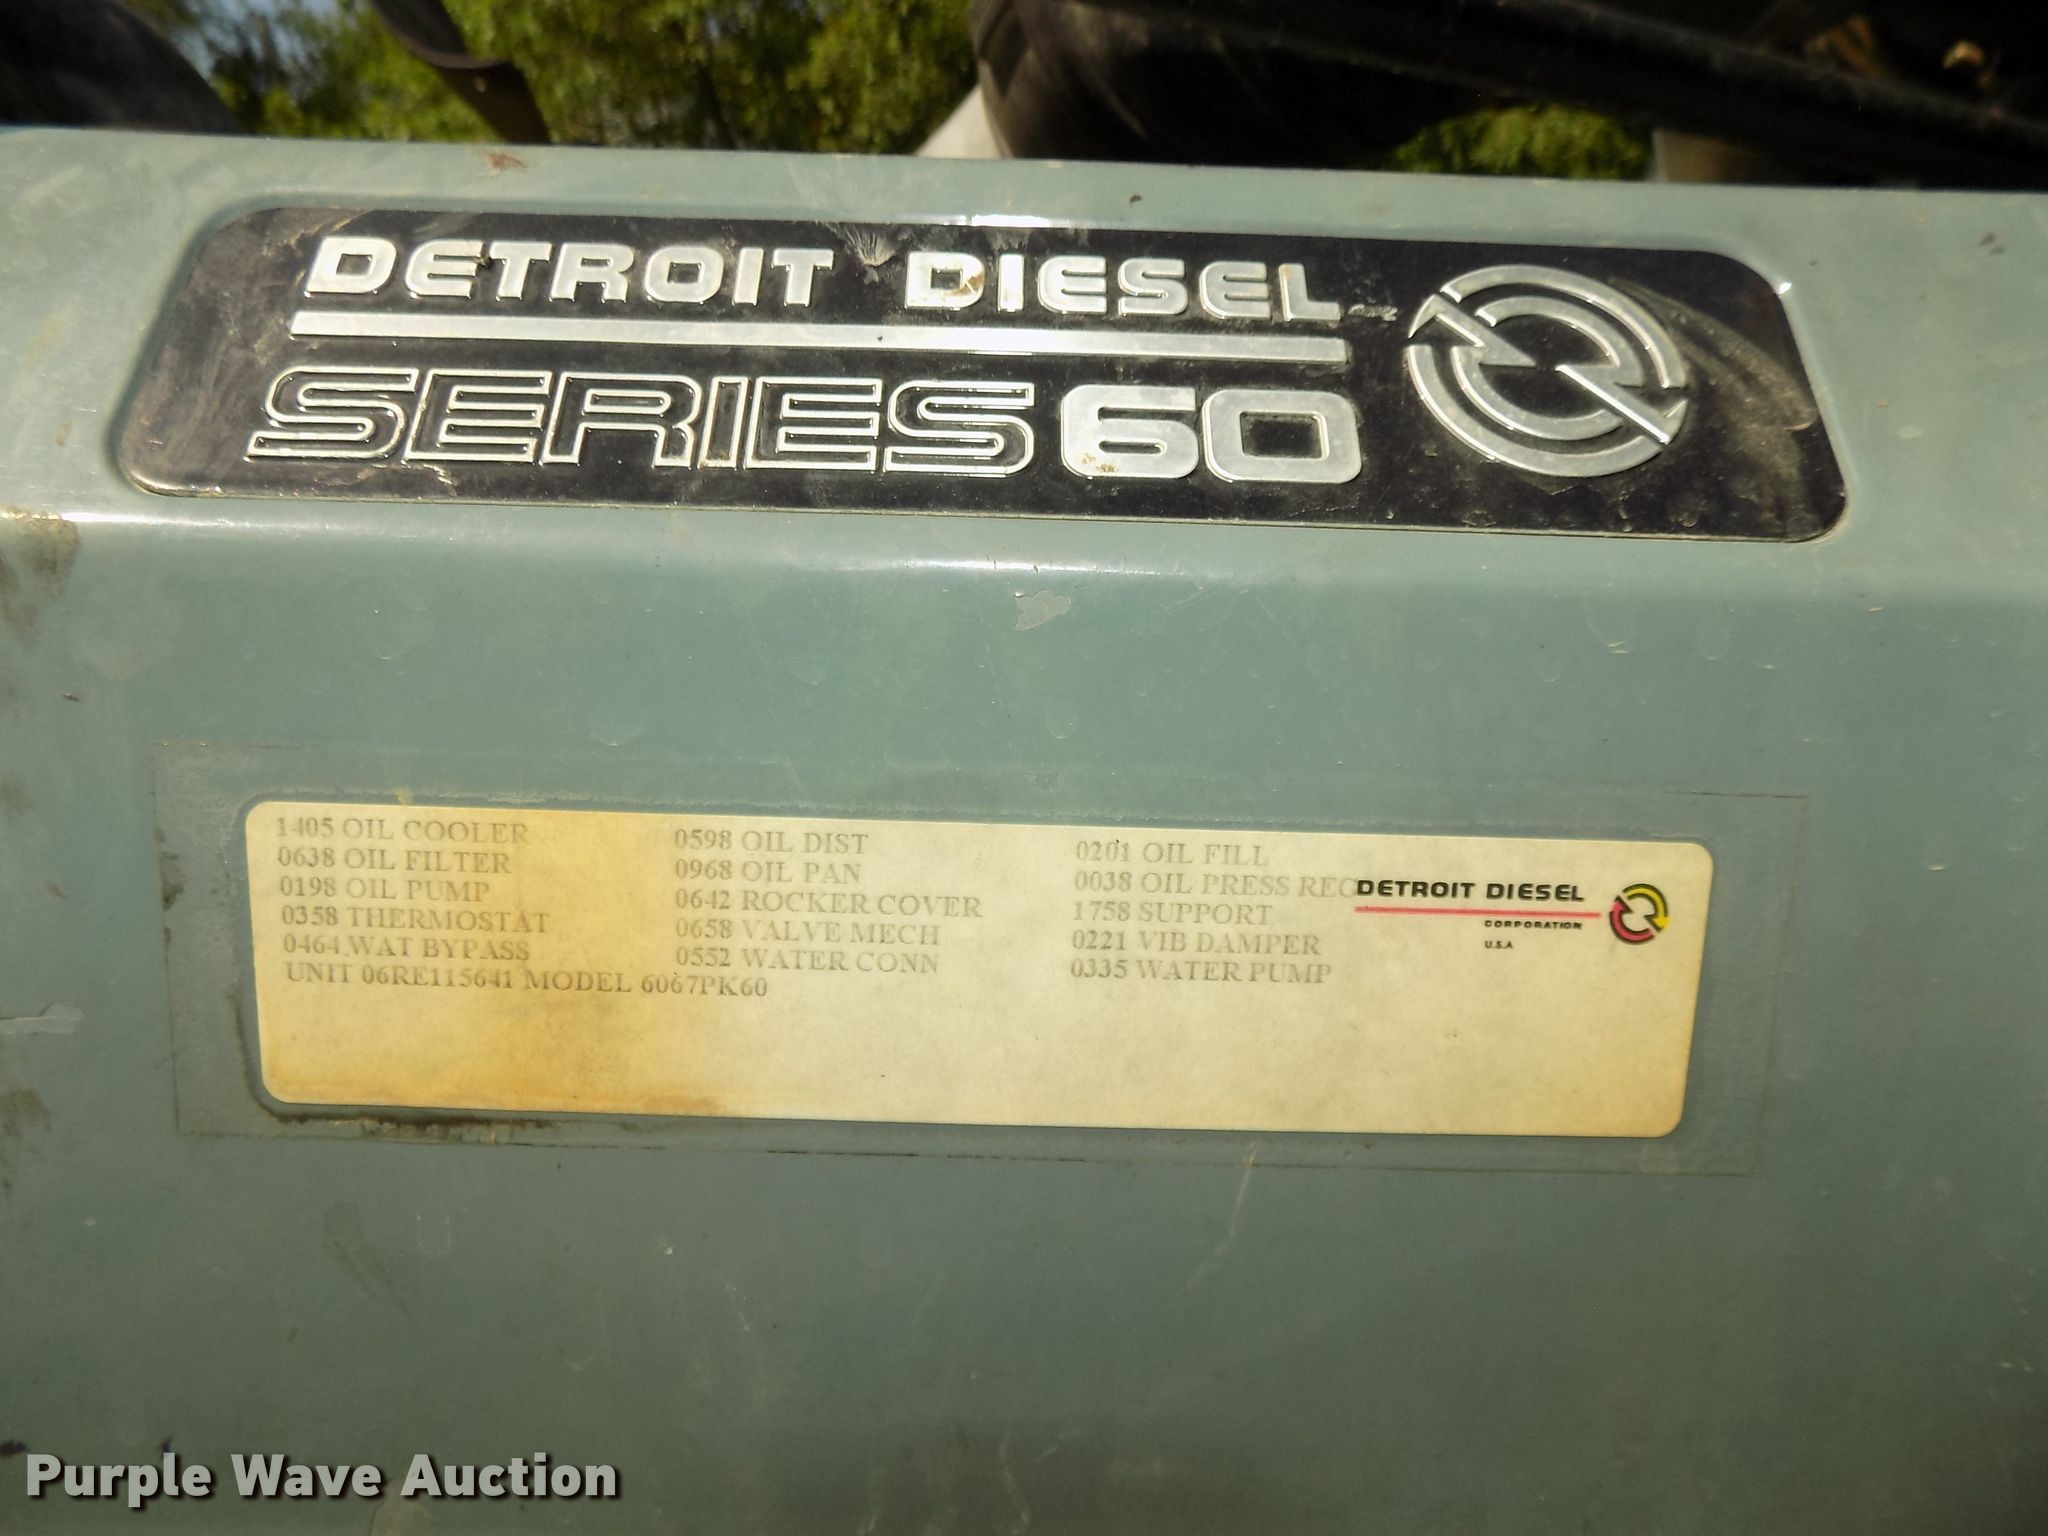 DETROIT DIESEL
SERIES 60
1405 OIL COOLER 0598 OIL DIST 0201 OIL FILL
0638 OIL FILTER 0968 OIL PAN 0038 OIL PRESS REG
0198 OIL PUMP 0642 ROCKER COVER 1758 SUPPORT
0358 THERMOSTAT 0658 VALVE MECH 0221 VIB DAMPER
0464 WAT BYPASS 0552 WATER CONN 0335 WATER PUMP
UNIT 06RE115641 MODEL 6067PK60
DETROIT DIESEL
CORPORATION
U.S.A
Purple Wave Auction